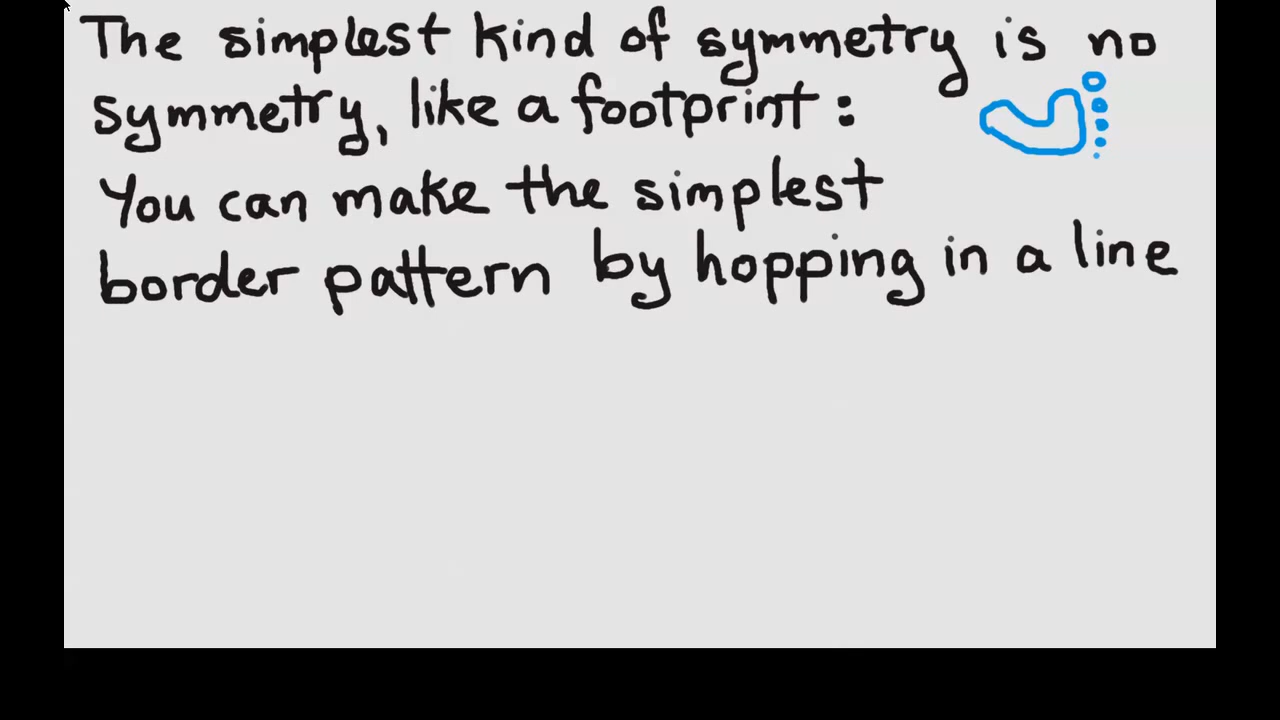 The simplest kind of symmetry is no
symmetry, like a footprint:
You can make the simplest
border pattern by hopping in a line